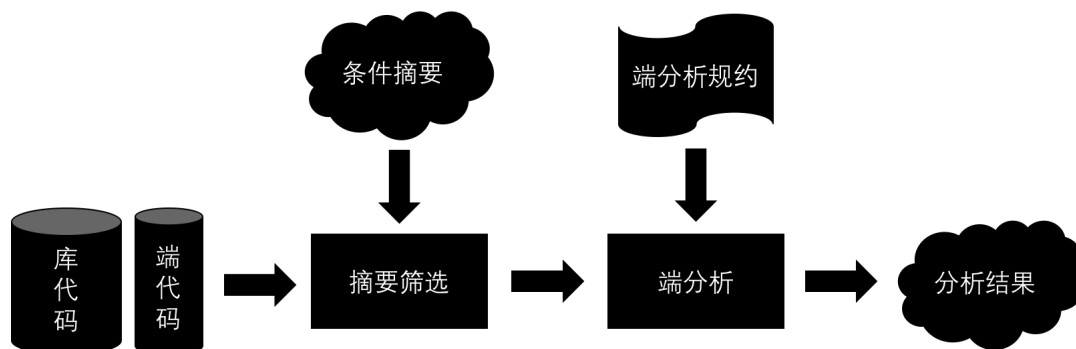 条件摘要
端分析规约
库代码
端代码
摘要筛选
端分析
分析结果